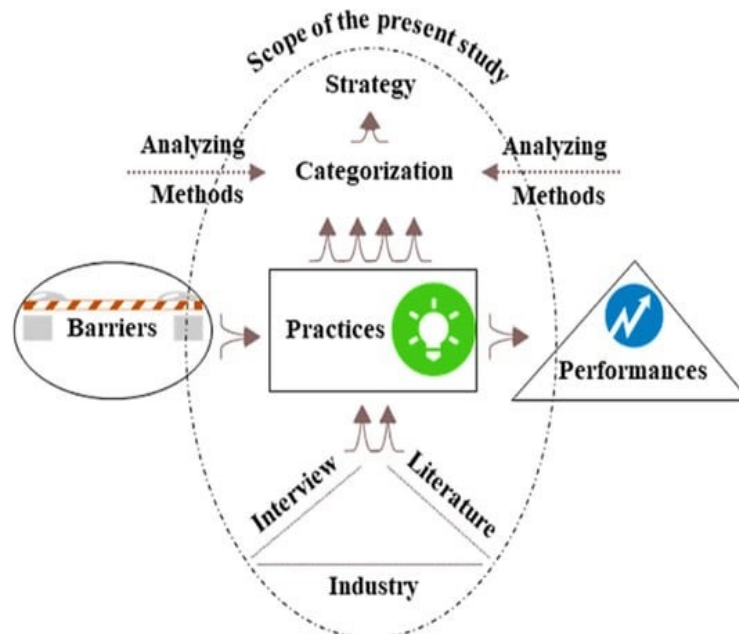 Scope of the present study
Strategy
Analyzing
Methods
Categorization
Analyzing
Methods
Barriers
Practices
Performances
Interview
Literature
Industry